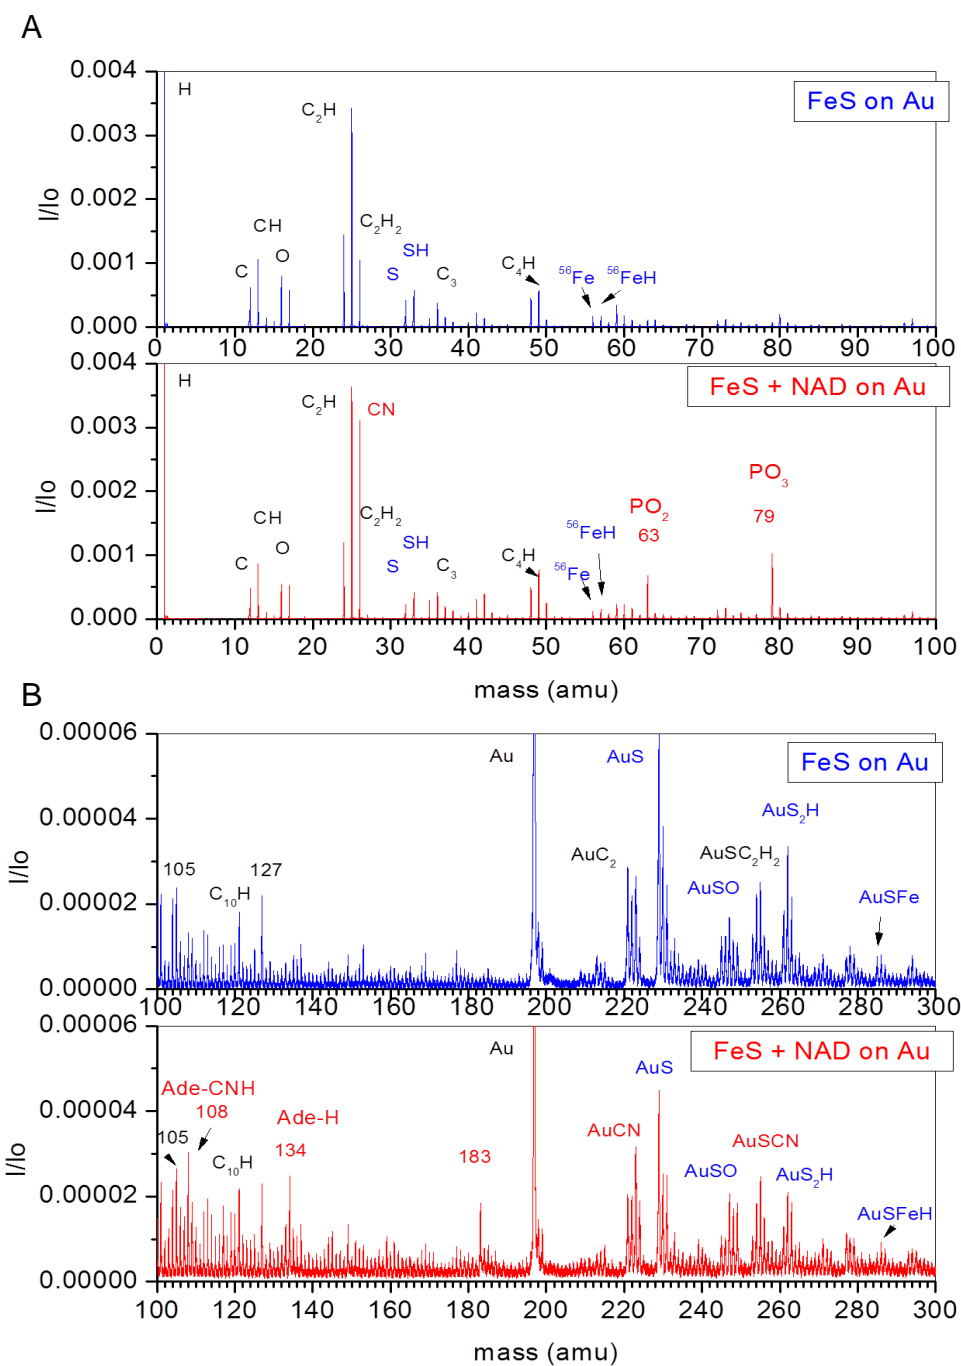 A
0.004
0.003
0.002
0.001
0.000
I/Io
FeS on Au
H
C
CH
O
C₂H
C₂H₂
S
SH
C₃
C₄H
⁵⁶Fe
⁵⁶FeH
0 10 20 30 40 50 60 70 80 90 100
0.004
0.003
0.002
0.001
0.000
I/Io
FeS + NAD on Au
H
C
CH
O
C₂H
CN
C₂H₂
S
SH
C₃
C₄H
⁵⁶Fe
⁵⁶FeH
PO₂
63
PO₃
79
0 10 20 30 40 50 60 70 80 90 100
mass (amu)
B
0.00006
0.00004
0.00002
0.00000
I/Io
FeS on Au
105
C₁₀H
127
Au
AuC₂
AuS
AuSO
AuSC₂H₂
AuS₂H
AuSFe
100 120 140 160 180 200 220 240 260 280 300
0.00006
0.00004
0.00002
0.00000
I/Io
FeS + NAD on Au
Ade-CNH
108
105
C₁₀H
Ade-H
134
183
Au
AuCN
AuS
AuSO
AuSCN
AuS₂H
AuSFeH
100 120 140 160 180 200 220 240 260 280 300
mass (amu)